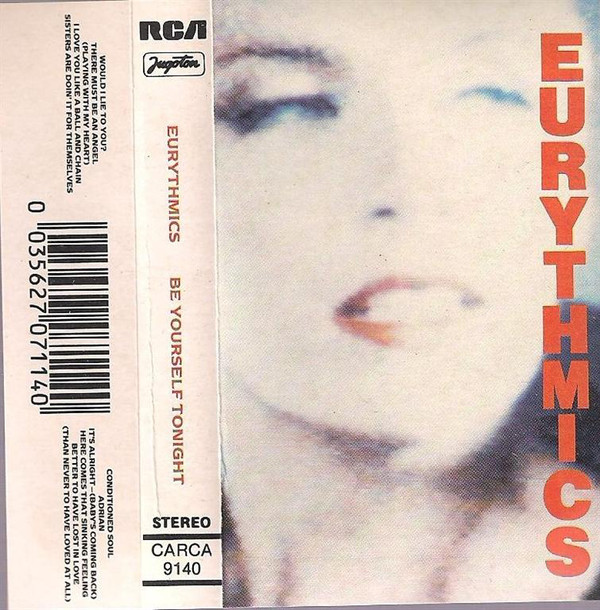 WOULD I LIE TO YOU?
THERE MUST BE AN ANGEL
(PLAYING WITH MY HEART)
I LOVE YOU LIKE A BALL AND CHAIN
SISTERS ARE DOIN' IT FOR THEMSELVES
0 035627 071140
CONDITIONED SOUL
ADRIAN
IT'S ALRIGHT—(BABY'S COMING BACK)
HERE COMES THAT SINKING FEELING
BETTER TO HAVE LOST IN LOVE
(THAN NEVER TO HAVE LOVED AT ALL)
RCA
Jugoton
EURYTHMICS BE YOURSELF TONIGHT
STEREO
CARCA
9140
EURYTHMICS